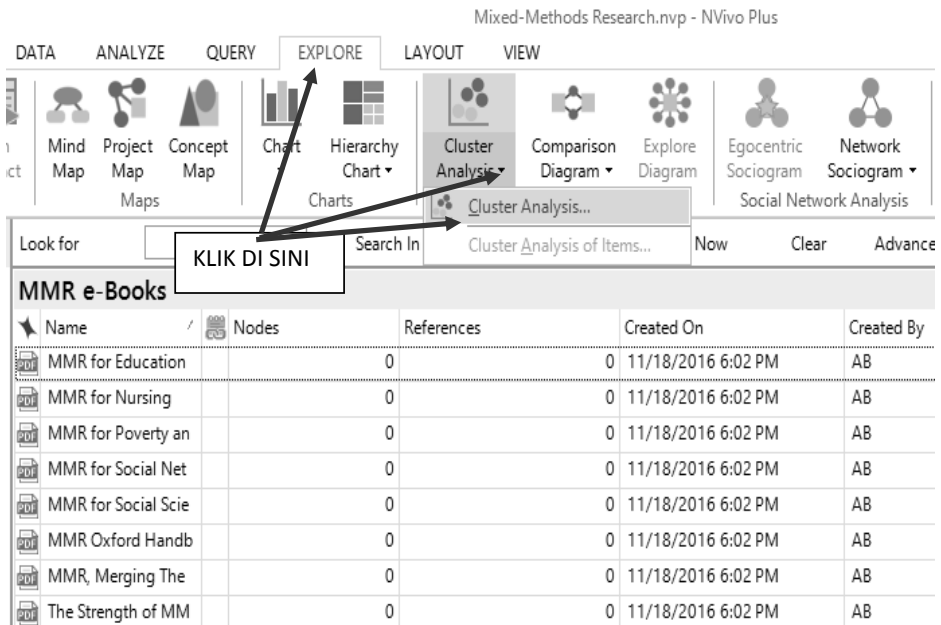 Mixed-Methods Research.nvp - NVivo Plus
DATA ANALYZE QUERY EXPLORE LAYOUT VIEW
Mind Project Concept Chart Hierarchy Cluster Comparison Explore Egocentric Network
Map Map Map Chart Analysis Diagram Diagram Sociogram Sociogram
Maps Charts Social Network Analysis
Cluster Analysis...
Look for Search In Cluster Analysis of Items... Now Clear Advance
KLIK DI SINI
MMR e-Books
Name Nodes References Created On Created By
MMR for Education 0 0 11/18/2016 6:02 PM AB
MMR for Nursing 0 0 11/18/2016 6:02 PM AB
MMR for Poverty an 0 0 11/18/2016 6:02 PM AB
MMR for Social Net 0 0 11/18/2016 6:02 PM AB
MMR for Social Scie 0 0 11/18/2016 6:02 PM AB
MMR Oxford Handb 0 0 11/18/2016 6:02 PM AB
MMR, Merging The 0 0 11/18/2016 6:02 PM AB
The Strength of MM 0 0 11/18/2016 6:02 PM AB